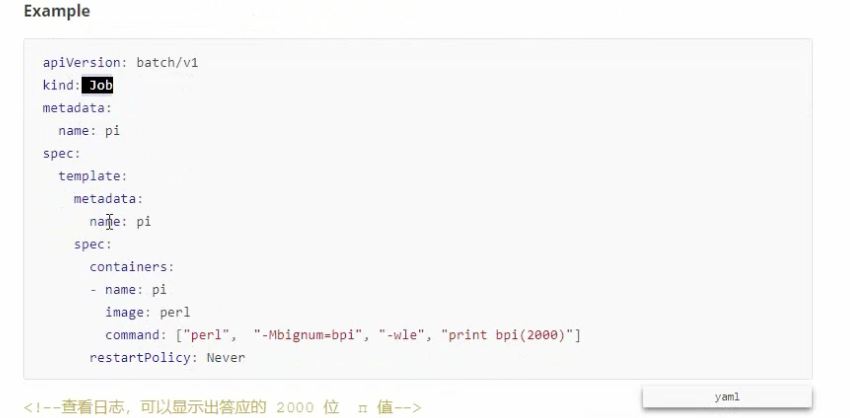 Example
apiVersion: batch/v1
kind: Job
metadata:
  name: pi
spec:
  template:
    metadata:
      name: pi
    spec:
      containers:
      - name: pi
        image: perl
        command: ["perl",  "-Mbignum=bpi", "-wle", "print bpi(2000)"]
      restartPolicy: Never
<!--查看日志，可以显示出答应的 2000 位  π 值-->
yaml